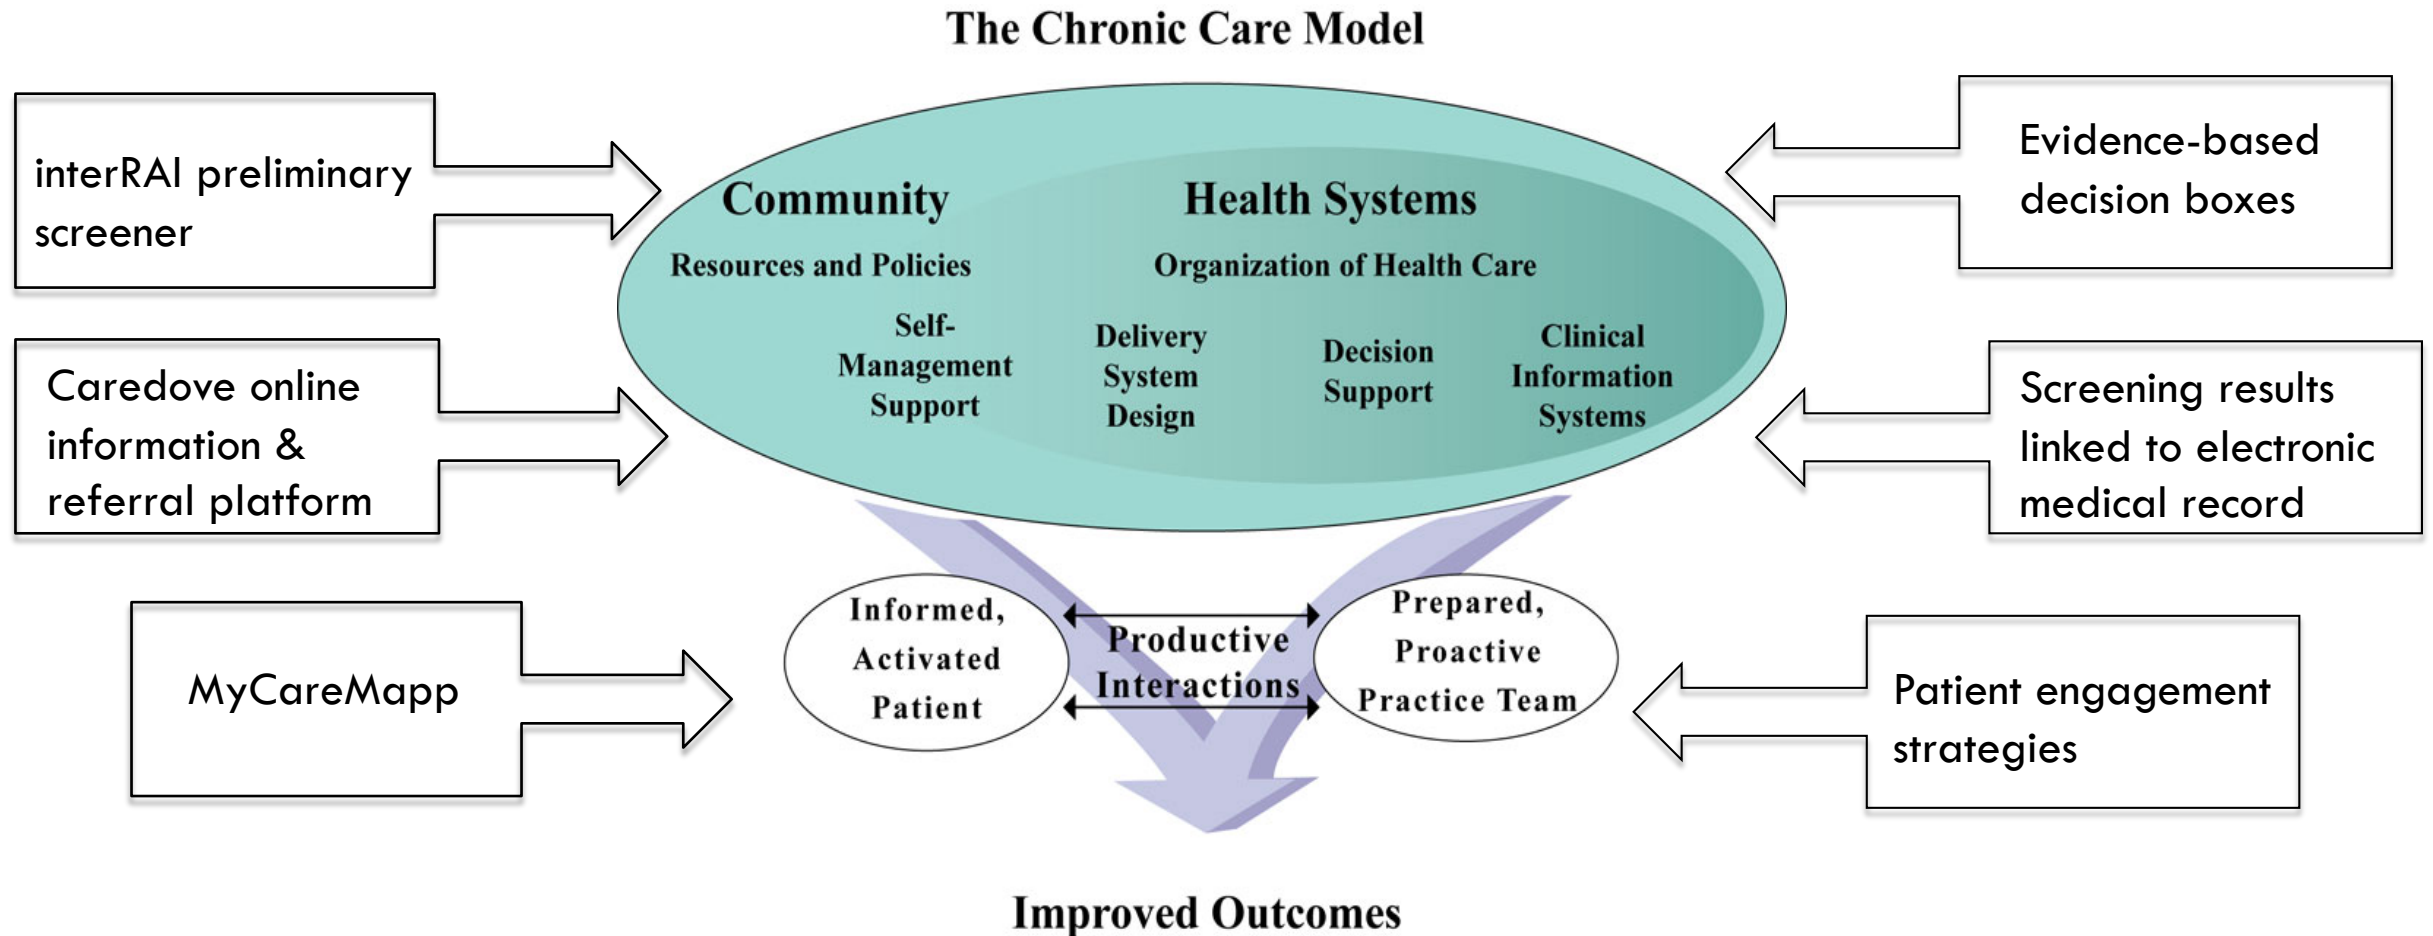 The Chronic Care Model
interRAI preliminary
screener
Caredove online
information &
referral platform
MyCareMapp
Community
Resources and Policies
Health Systems
Organization of Health Care
Self-
Management
Support
Delivery
System
Design
Decision
Support
Clinical
Information
Systems
Informed,
Activated
Patient
Productive
Interactions
Prepared,
Proactive
Practice Team
Evidence-based
decision boxes
Screening results
linked to electronic
medical record
Patient engagement
strategies
Improved Outcomes